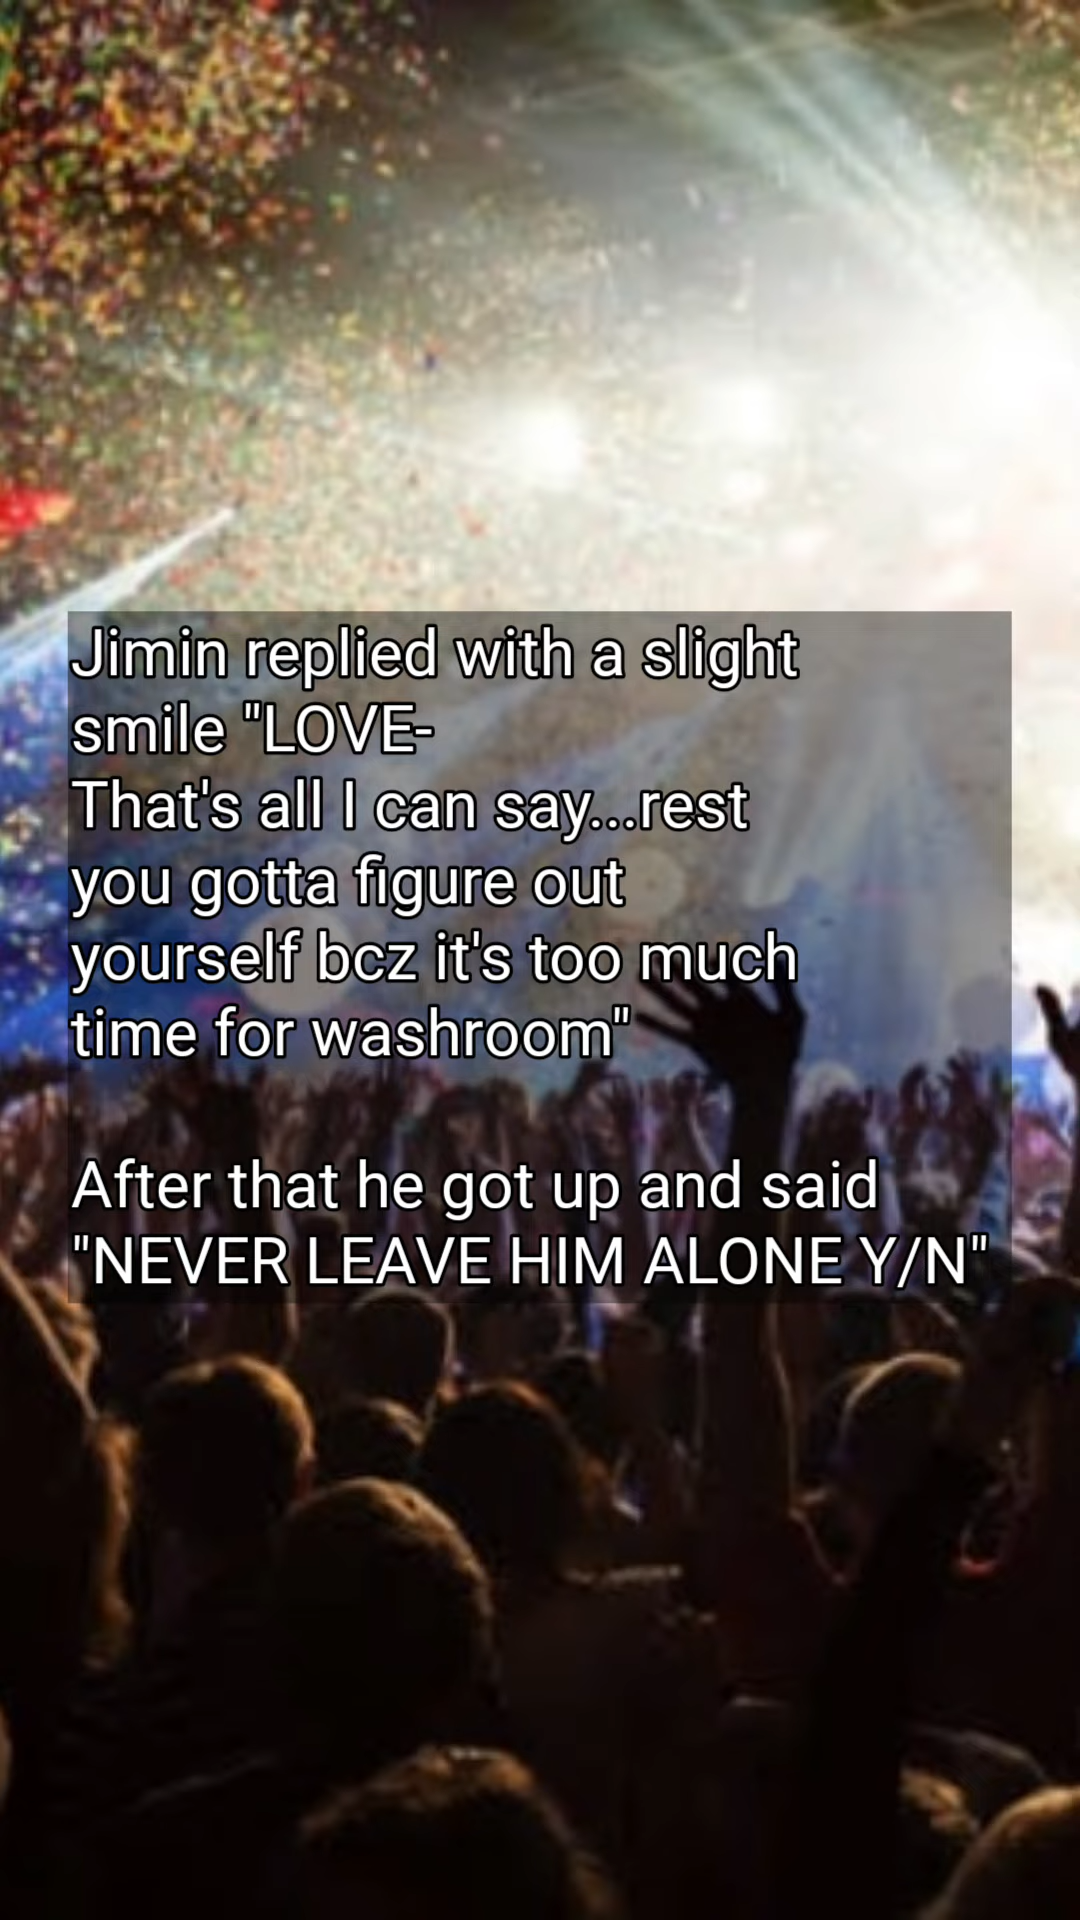 Jimin replied with a slight
smile "LOVE-
That's all I can say...rest
you gotta figure out
yourself bcz it's too much
time for washroom"

After that he got up and said
"NEVER LEAVE HIM ALONE Y/N"